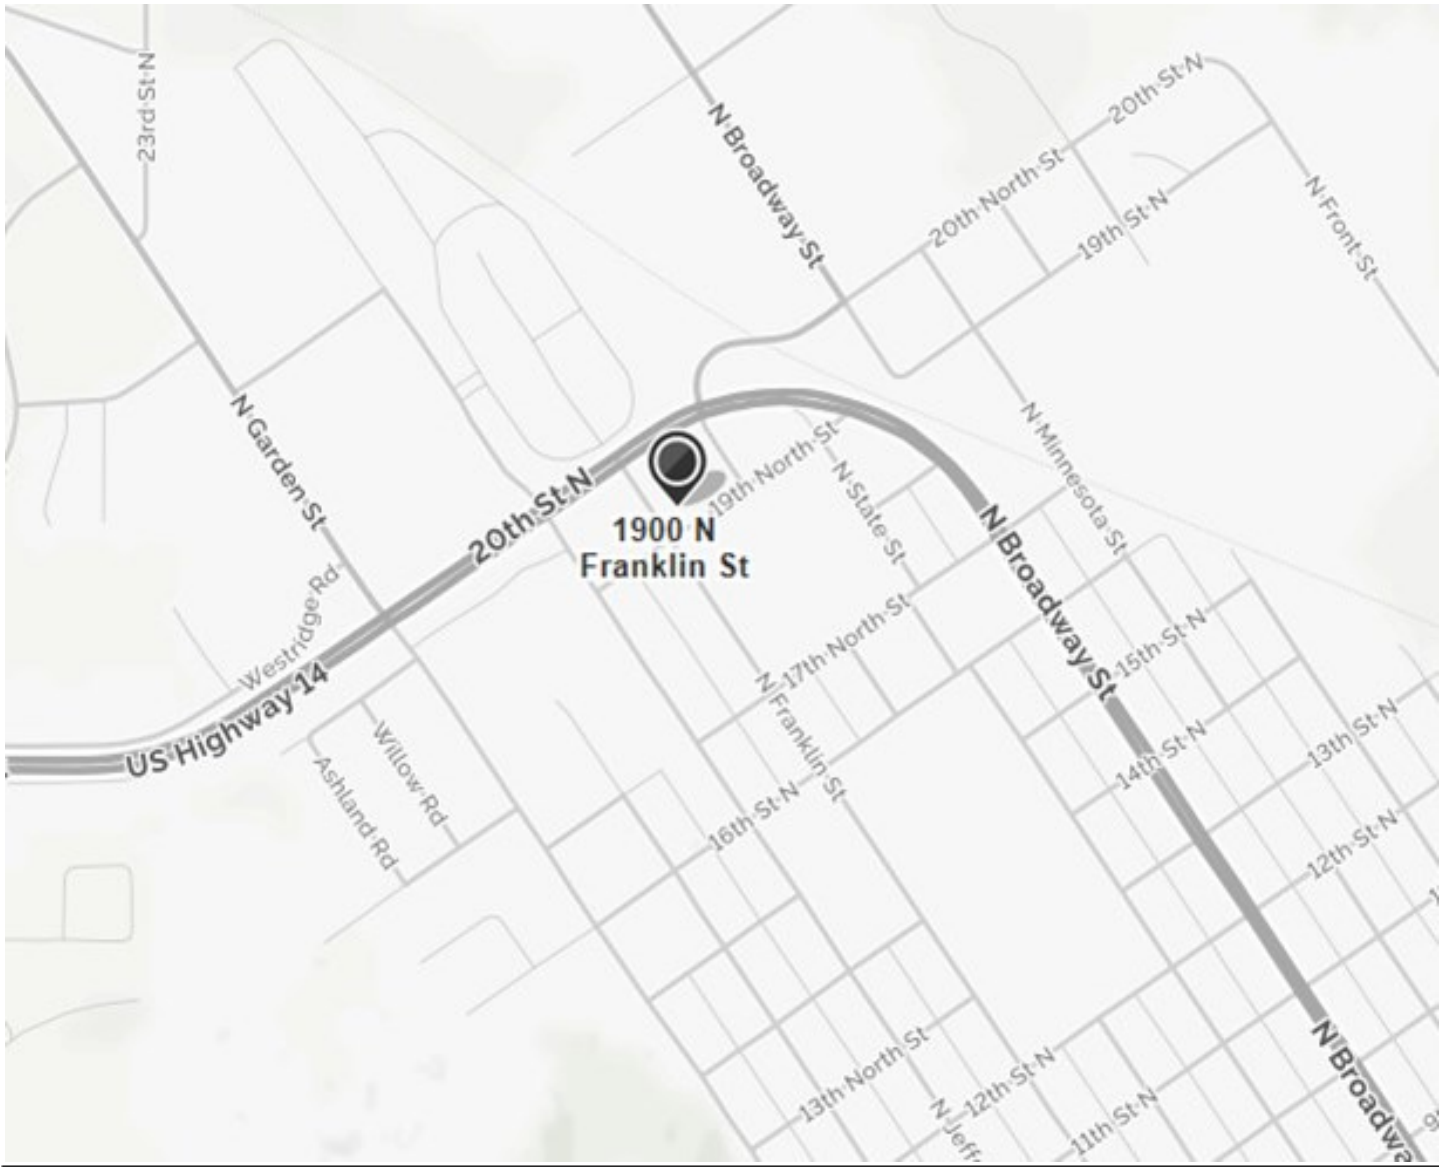 23rd St N
20th St N
N Broadway St
20th North St
19th St N
N Front St
N Garden St
N Minnesota St
19th North St
N State St
20th St N
1900 N
Franklin St
N Broadway St
Westridge Rd
17th North St
15th St N
US Highway 14
N Franklin St
Willow Rd
14th St N
13th St N
Ashland Rd
16th St N
12th St N
13th North St
12th St N
N Jeff
11th St N
N Broadwa